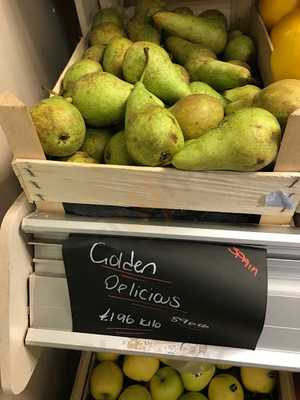 Golden
Spain
Delicious
£1.96 KILO